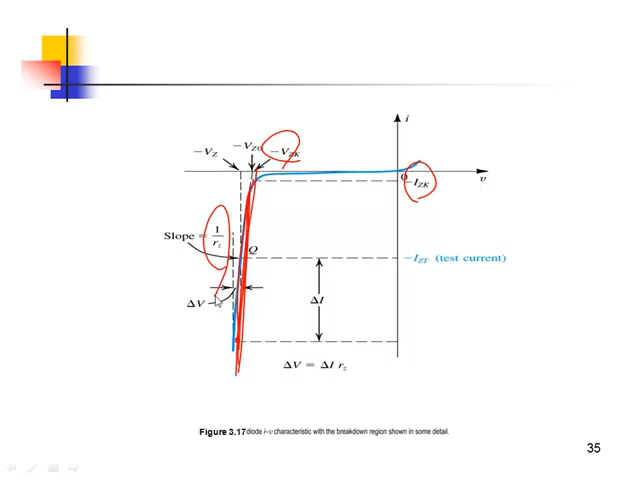 i
−V_Z0
−V_Z
−V_ZK
0
v
−I_ZK
Slope = 1/r_z
Q
−I_ZT (test current)
ΔV
ΔI
ΔV = ΔI r_z
Figure 3.17 diode i–v characteristic with the breakdown region shown in some detail.
35